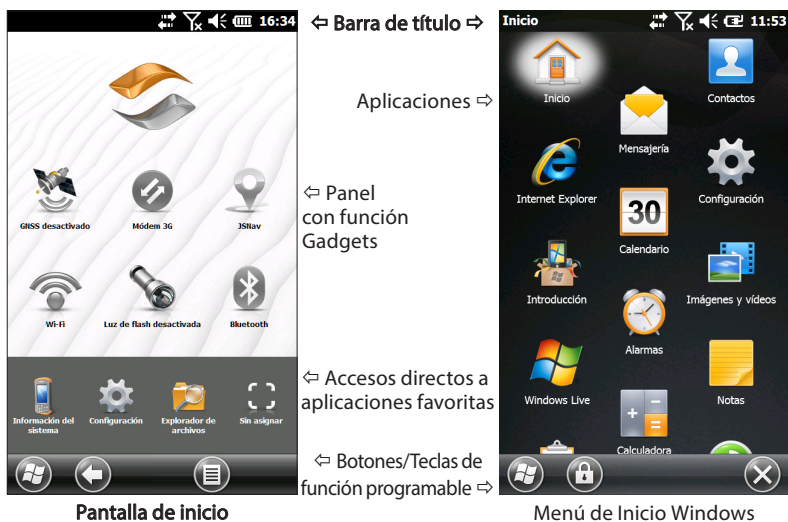 16:34
⇦ Barra de título ⇨
Inicio
11:53
Aplicaciones ⇨
Inicio
Contactos
Mensajería
⇦ Panel
con función
Gadgets
GNSS desactivado
Módem 3G
JSNav
Internet Explorer
Configuración
30
Calendario
Wi-Fi
Luz de flash desactivada
Bluetooth
Introducción
Imágenes y vídeos
Alarmas
⇦ Accesos directos a
aplicaciones favoritas
Información del
sistema
Configuración
Explorador de
archivos
Sin asignar
Windows Live
Notas
Calculadora
⇦ Botones/Teclas de
función programable ⇨
Pantalla de inicio
Menú de Inicio Windows